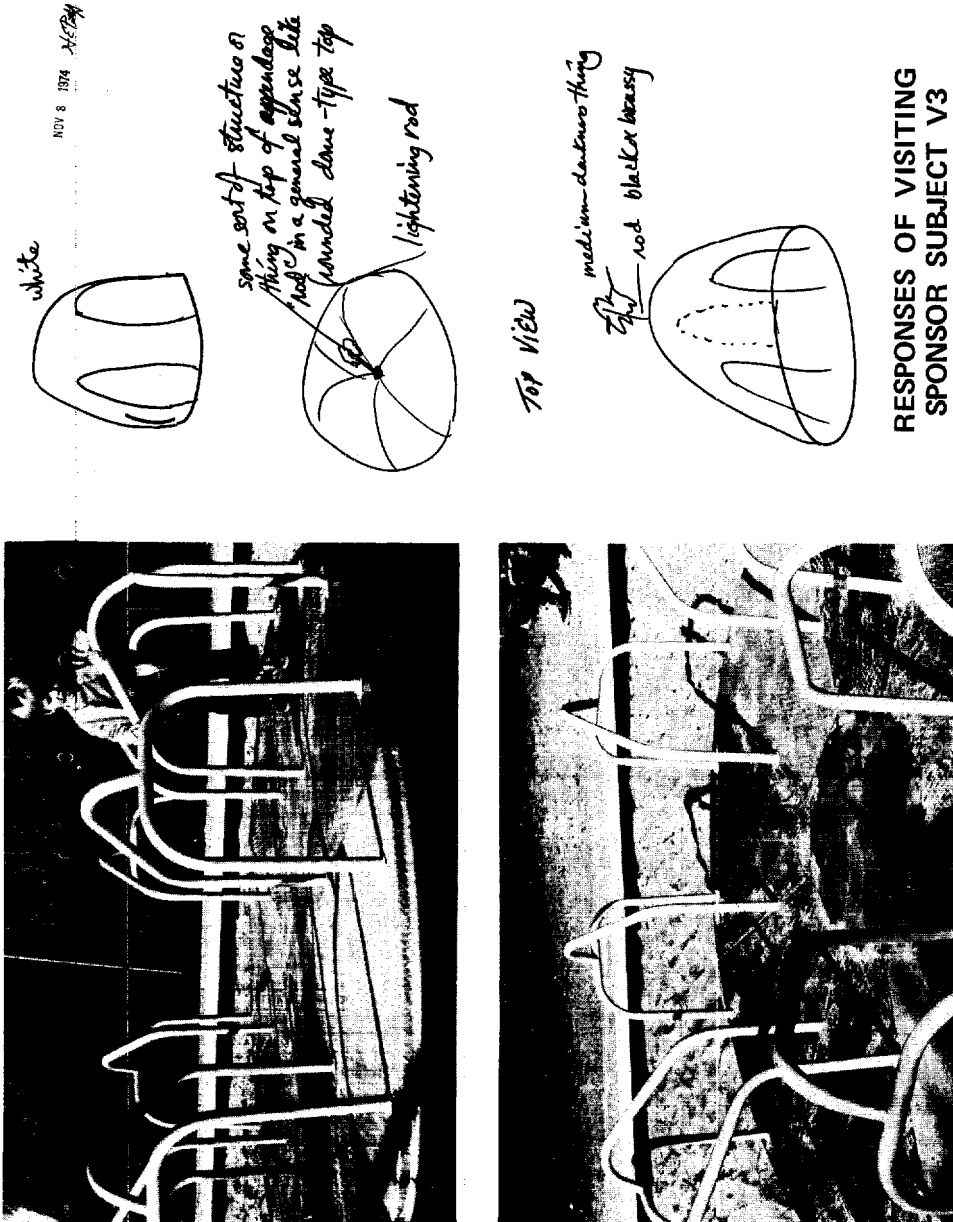 NOV 8 1974
white
some sort of structure or
thing on top of appendage
"rod" in a general sense like
rounded dome-type top
lightening rod
TOP VIEW
medium-darkness thing
rod black or brassy
RESPONSES OF VISITING
SPONSOR SUBJECT V3